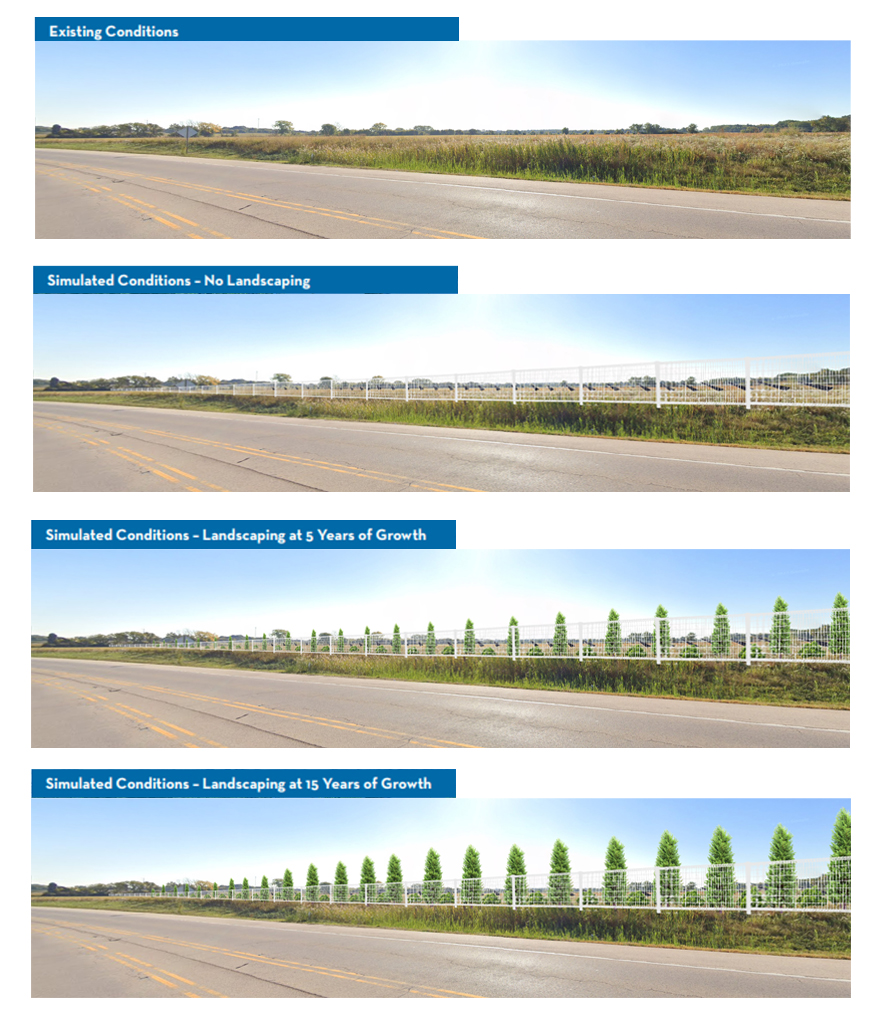 Existing Conditions
Simulated Conditions – No Landscaping
Simulated Conditions – Landscaping at 5 Years of Growth
Simulated Conditions – Landscaping at 15 Years of Growth